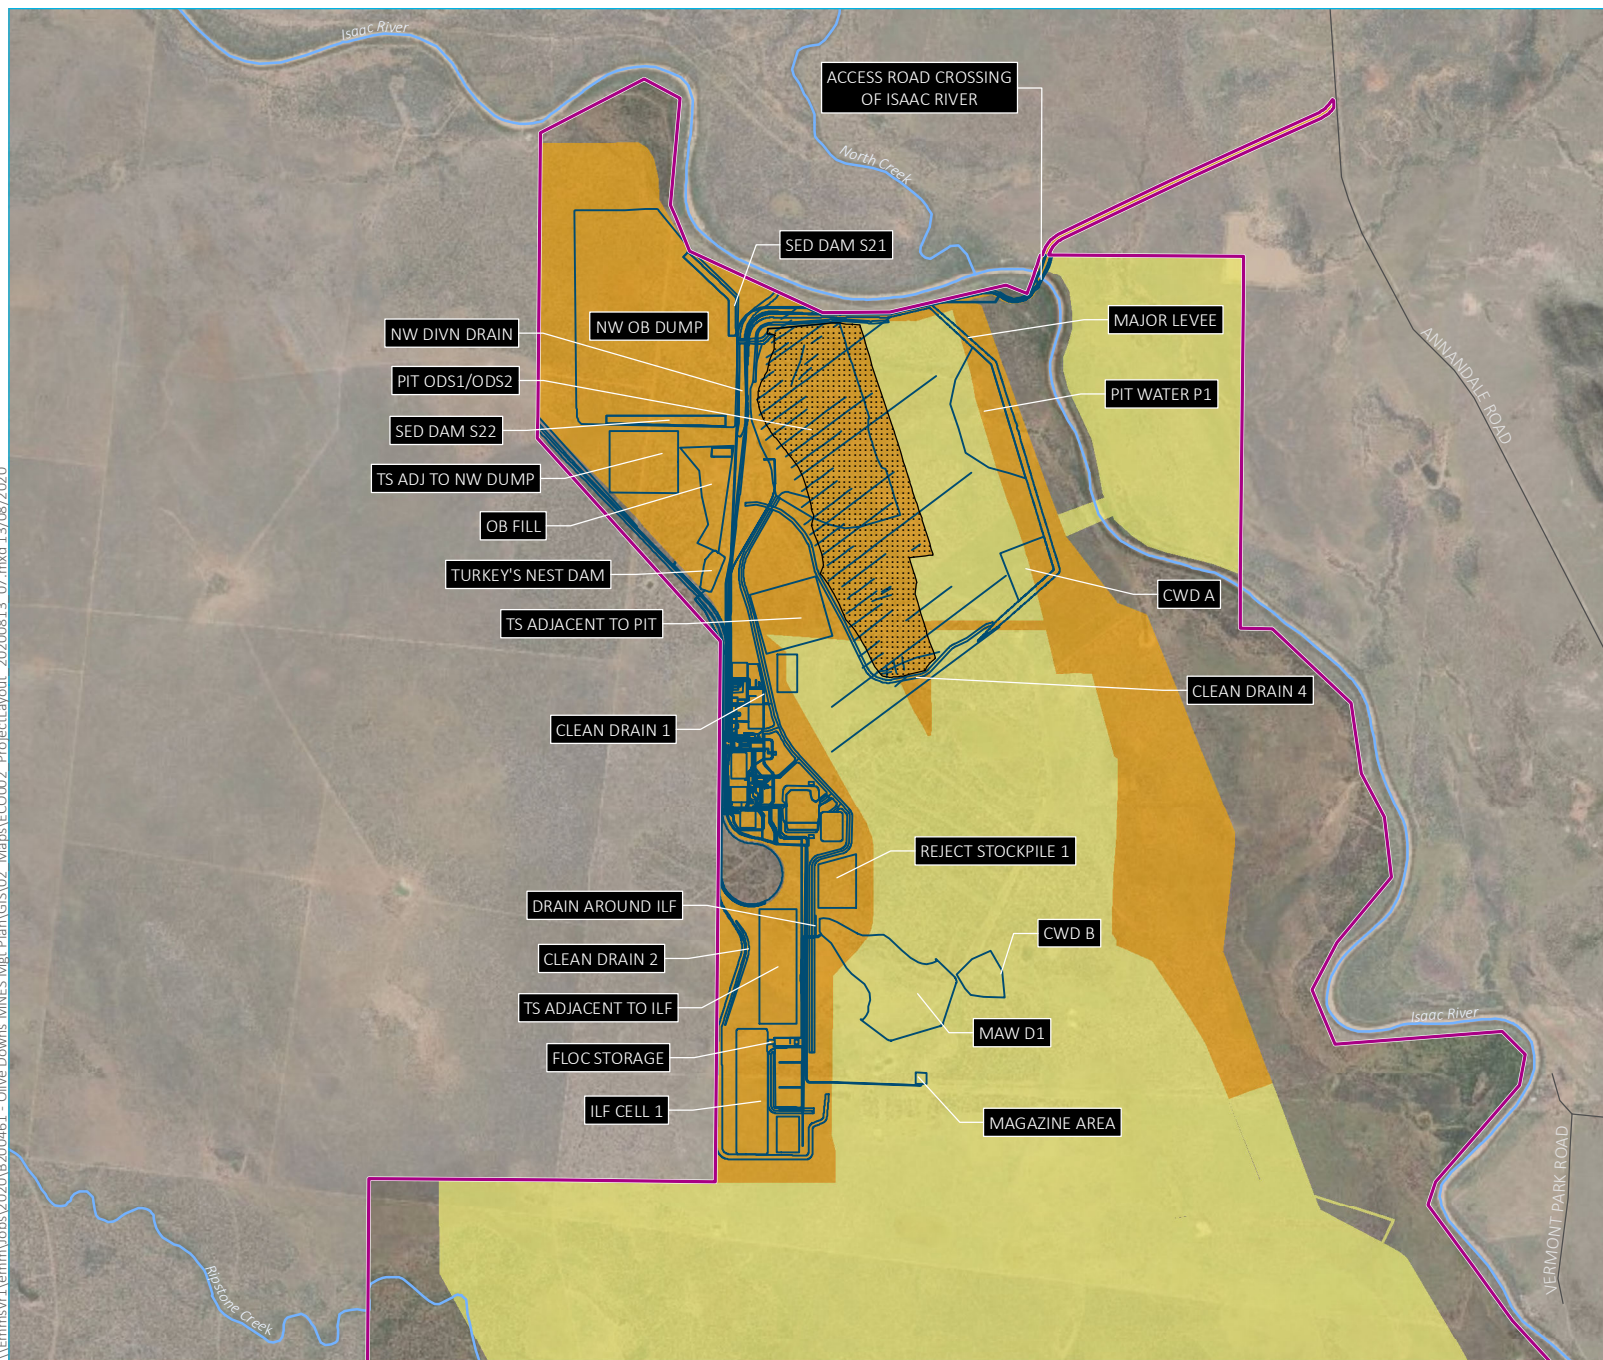 Isaac River
ACCESS ROAD CROSSING
OF ISAAC RIVER
North Creek
SED DAM S21
NW OB DUMP
MAJOR LEVEE
NW DIVN DRAIN
PIT ODS1/ODS2
PIT WATER P1
ANNANDALE ROAD
SED DAM S22
TS ADJ TO NW DUMP
OB FILL
TURKEY'S NEST DAM
CWD A
TS ADJACENT TO PIT
CLEAN DRAIN 4
CLEAN DRAIN 1
REJECT STOCKPILE 1
DRAIN AROUND ILF
CWD B
CLEAN DRAIN 2
TS ADJACENT TO ILF
Isaac River
MAW D1
FLOC STORAGE
ILF CELL 1
MAGAZINE AREA
VERMONT PARK ROAD
Ripstone Creek